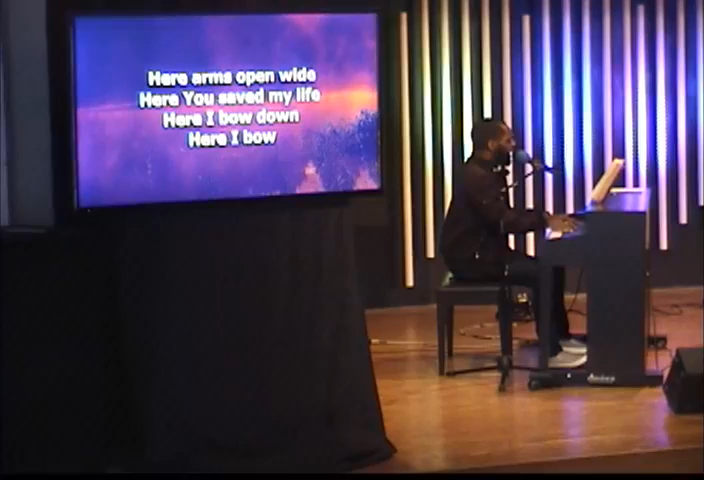 Here arms open wide
Here You saved my life
Here I bow down
Here I bow